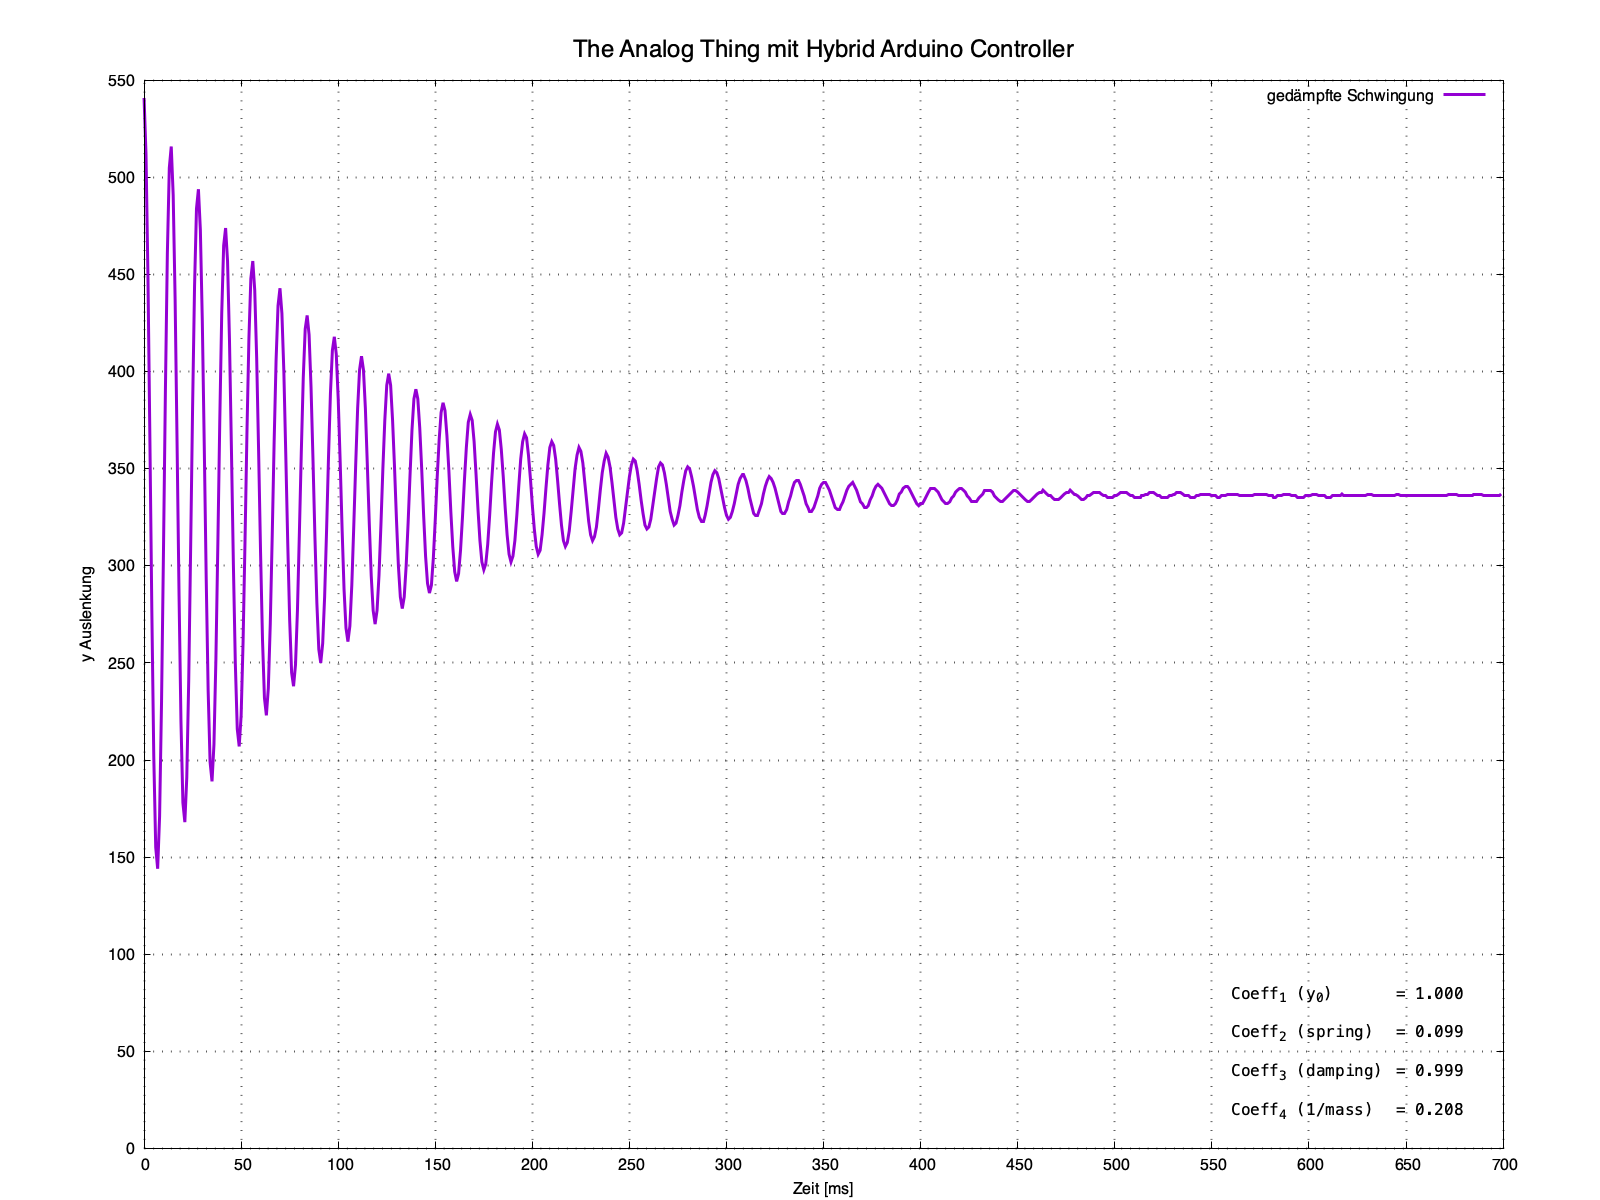 The Analog Thing mit Hybrid Arduino Controller
gedämpfte Schwingung
550
500
450
400
350
300
250
200
150
100
50
0
y Auslenkung
Coeff₁ (y₀) = 1.000
Coeff₂ (spring) = 0.099
Coeff₃ (damping) = 0.999
Coeff₄ (1/mass) = 0.208
0 50 100 150 200 250 300 350 400 450 500 550 600 650 700
Zeit [ms]